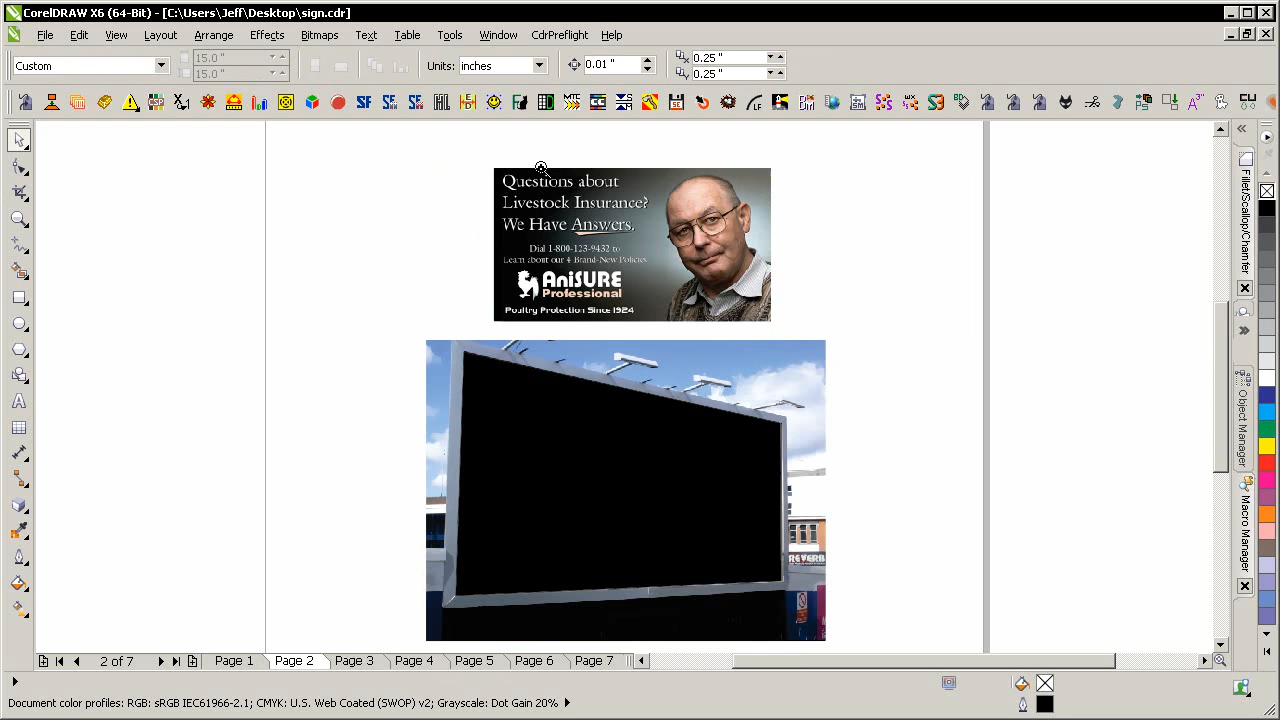 CorelDRAW X6 (64-Bit) - [C:\Users\Jeff\Desktop\sign.cdr]
File Edit View Layout Arrange Effects Bitmaps Text Table Tools Window CdrPreflight Help
Custom 15.0 " 15.0 " Units: inches 0.01 " 0.25 " 0.25 "
Questions about
Livestock Insurance?
We Have Answers.
Dial 1-800-123-9432 to
Learn about our 4 Brand-New Policies
AniSURE
Professional
Poultry Protection Since 1924
Fillet/Scallop/Chamfer
Object Manager
Macro Manager
2 of 7 Page 1 Page 2 Page 3 Page 4 Page 5 Page 6 Page 7
Document color profiles: RGB: sRGB IEC61966-2.1; CMYK: U.S. Web Coated (SWOP) v2; Grayscale: Dot Gain 20%